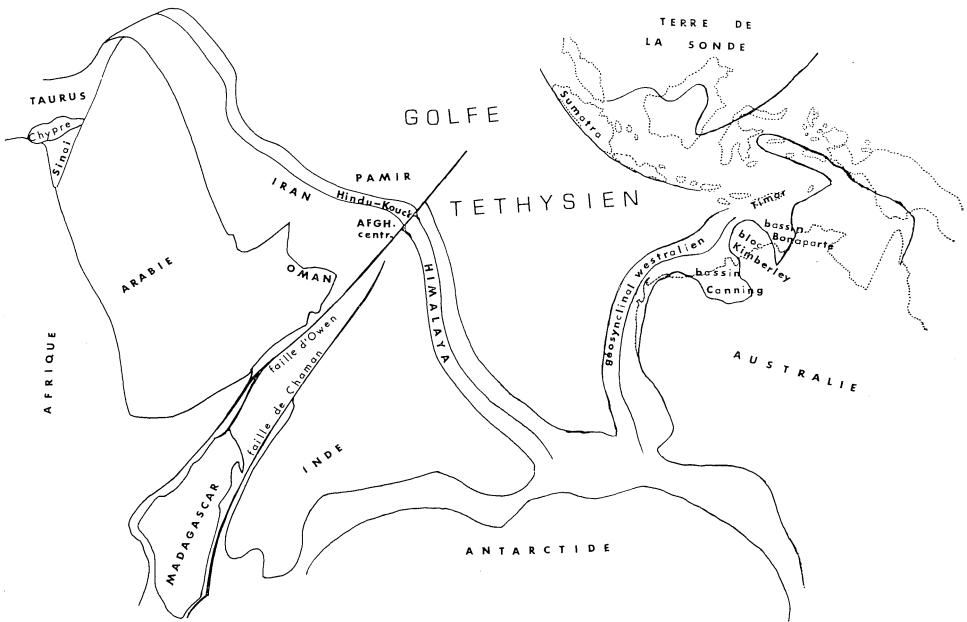 TERRE DE
LA SONDE
TAURUS
Chypre
Sinaï
Sumatra
GOLFE
PAMIR
IRAN
Hindu-Kouch
TETHYSIEN
Timor
AFGH.
centr.
bassin
Bonaparte
bloc
Kimberley
ARABIE
OMAN
HIMALAYA
géosynclinal westralien
bassin
Canning
faille d'Owen
AFRIQUE
faille de Chaman
AUSTRALIE
INDE
MADAGASCAR
ANTARCTIDE